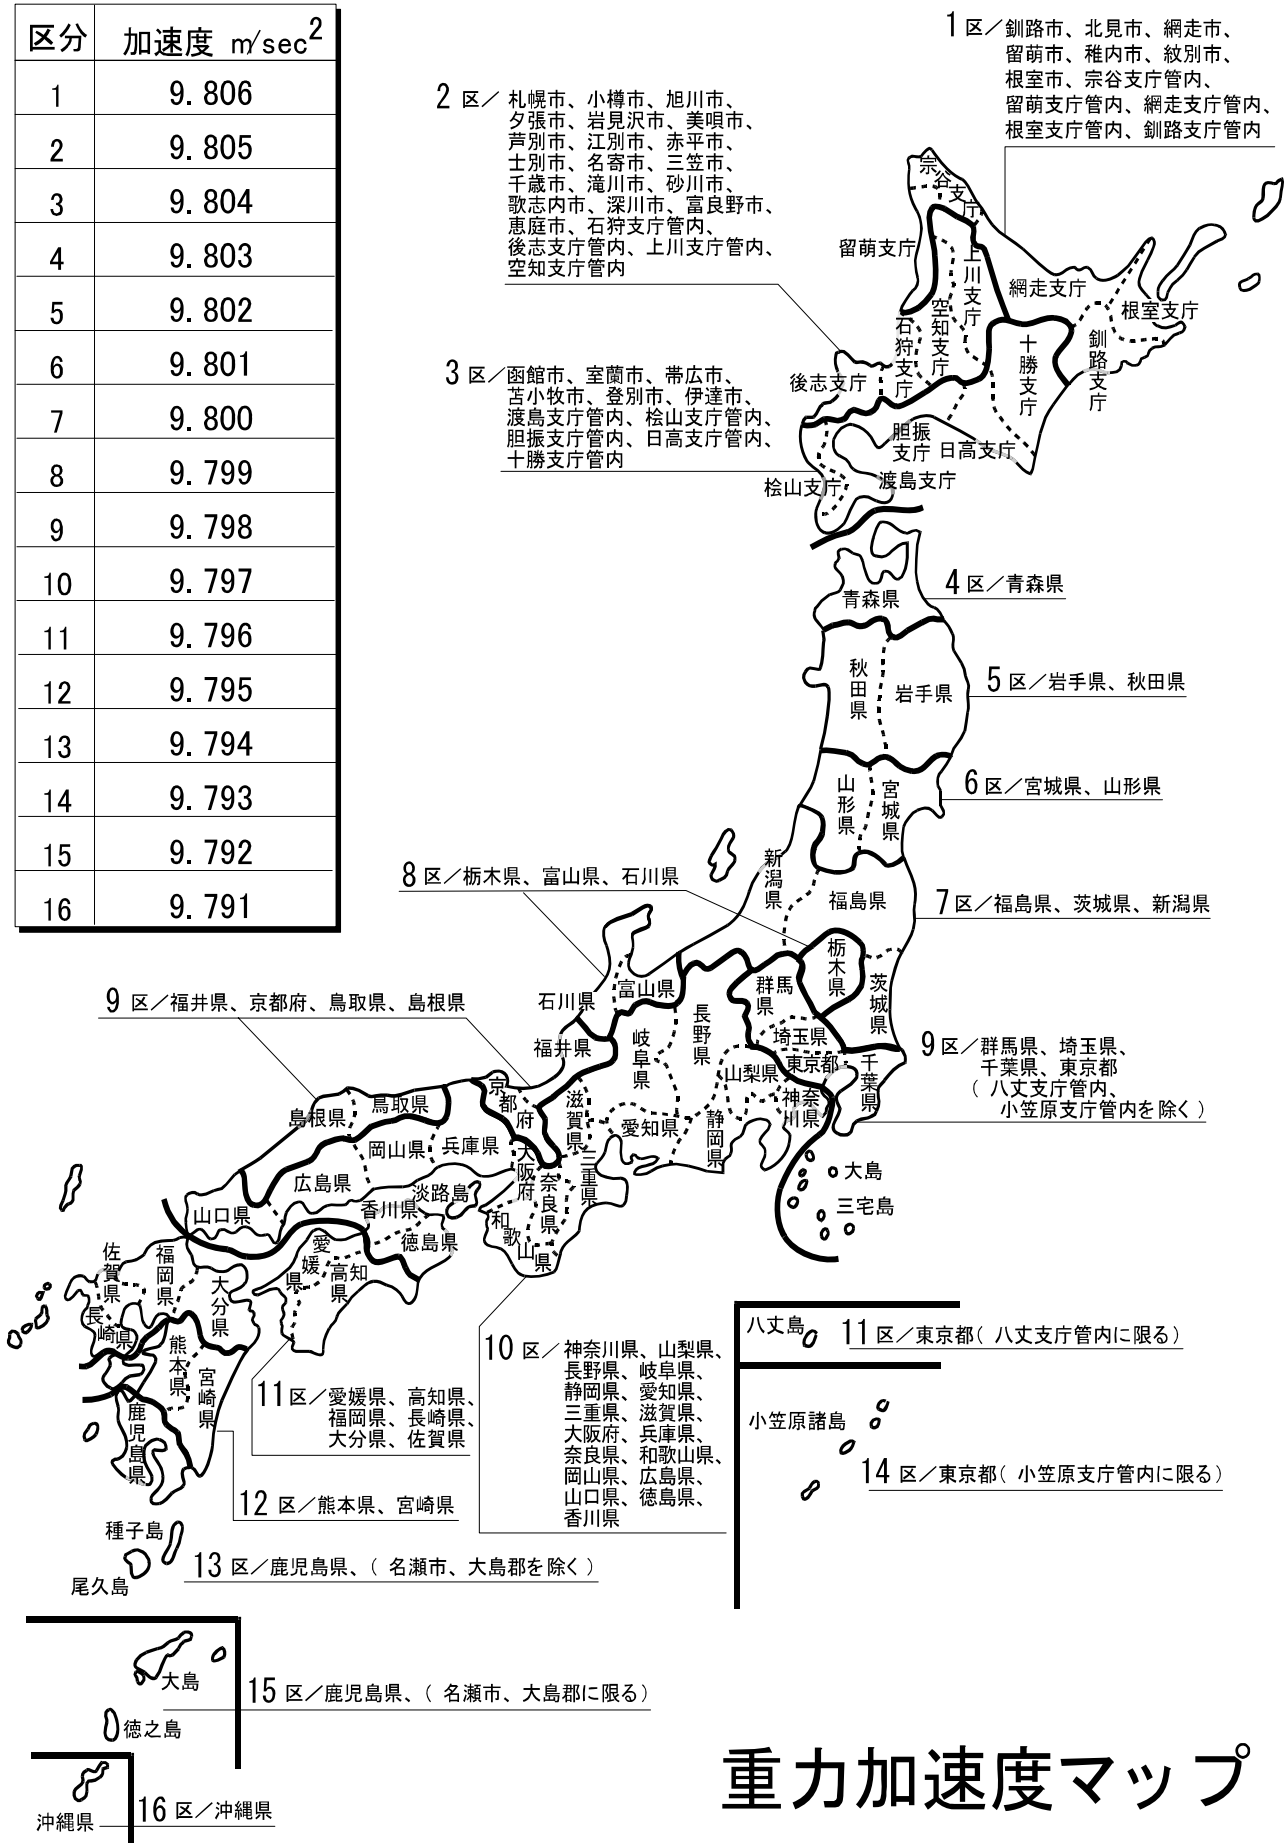 区分 加速度 m/sec2
1 9.806
2 9.805
3 9.804
4 9.803
5 9.802
6 9.801
7 9.800
8 9.799
9 9.798
10 9.797
11 9.796
12 9.795
13 9.794
14 9.793
15 9.792
16 9.791
1 区／釧路市、北見市、網走市、
留萌市、稚内市、紋別市、
根室市、宗谷支庁管内、
留萌支庁管内、網走支庁管内、
根室支庁管内、釧路支庁管内
2 区／ 札幌市、小樽市、旭川市、
夕張市、岩見沢市、美唄市、
芦別市、江別市、赤平市、
士別市、名寄市、三笠市、
千歳市、滝川市、砂川市、
歌志内市、深川市、富良野市、
恵庭市、石狩支庁管内、
後志支庁管内、上川支庁管内、
空知支庁管内
3 区／函館市、室蘭市、帯広市、
苫小牧市、登別市、伊達市、
渡島支庁管内、桧山支庁管内、
胆振支庁管内、日高支庁管内、
十勝支庁管内
宗谷支庁
留萌支庁
上川支庁
網走支庁
根室支庁
空知支庁
石狩支庁
十勝支庁
釧路支庁
後志支庁
胆振
支庁
日高支庁
桧山支庁
渡島支庁
4 区／青森県
青森県
5 区／岩手県、秋田県
秋田県
岩手県
6 区／宮城県、山形県
山形県
宮城県
8 区／栃木県、富山県、石川県
新潟県
福島県
7 区／福島県、茨城県、新潟県
栃木県
茨城県
群馬
県
富山県
石川県
長野県
埼玉県
9 区／福井県、京都府、鳥取県、島根県
福井県
岐阜県
山梨県
東京都
千葉県
神奈
川県
9 区／群馬県、埼玉県、
千葉県、東京都
（ 八丈支庁管内、
小笠原支庁管内を除く）
島根県
鳥取県
京都府
滋賀県
愛知県
静岡県
岡山県
兵庫県
大阪府
三重県
広島県
淡路島
奈良県
大島
三宅島
山口県
香川県
徳島県
和歌山県
佐賀県
福岡県
大分県
愛媛県
高知
県
長崎県
熊本県
宮崎県
鹿児島県
11 区／愛媛県、高知県、
福岡県、長崎県、
大分県、佐賀県
10 区／神奈川県、山梨県、
長野県、岐阜県、
静岡県、愛知県、
三重県、滋賀県、
大阪府、兵庫県、
奈良県、和歌山県、
岡山県、広島県、
山口県、徳島県、
香川県
八丈島
11 区／東京都（ 八丈支庁管内に限る）
小笠原諸島
14 区／東京都（ 小笠原支庁管内に限る）
12 区／熊本県、宮崎県
種子島
尾久島
13 区／鹿児島県、（ 名瀬市、大島郡を除く）
大島
15 区／鹿児島県、（ 名瀬市、大島郡に限る）
徳之島
沖縄県
16 区／沖縄県
重力加速度マップ